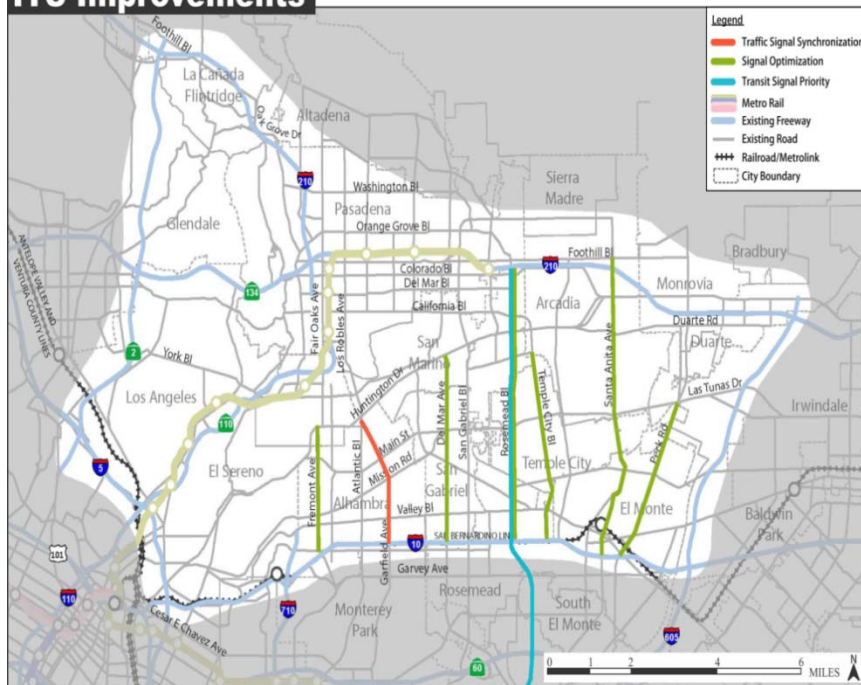 ITS Improvements
Legend
Traffic Signal Synchronization
Signal Optimization
Transit Signal Priority
Metro Rail
Existing Freeway
Existing Road
Railroad/Metrolink
City Boundary
Foothill Bl
La Cañada
Flintridge
Oak Grove Dr
Altadena
210
Sierra
Madre
Washington Bl
Pasadena
Glendale
Orange Grove Bl
Foothill Bl
Bradbury
ANTELOPE VALLEY AND
VENTURA COUNTY LINES
Colorado Bl
210
Del Mar Bl
134
Arcadia
Monrovia
California Bl
Fair Oaks Ave
Los Robles Ave
Duarte Rd
Duarte
San
Marino
2
York Bl
Santa Anita Ave
Huntington Dr
Del Mar Ave
San Gabriel Bl
Rosemead Bl
Temple City Bl
Las Tunas Dr
Los Angeles
Irwindale
110
Main St
Peck Rd
Atlantic Bl
Mission Rd
5
El Sereno
Fremont Ave
San
Gabriel
Temple City
Alhambra
Valley Bl
El Monte
Baldwin
Park
Garfield Ave
10
SAN BERNARDINO LINE
101
Garvey Ave
Rosemead
110
710
Cesar E Chavez Ave
Monterey
Park
South
El Monte
605
60
0 1 2 4 6
MILES
N